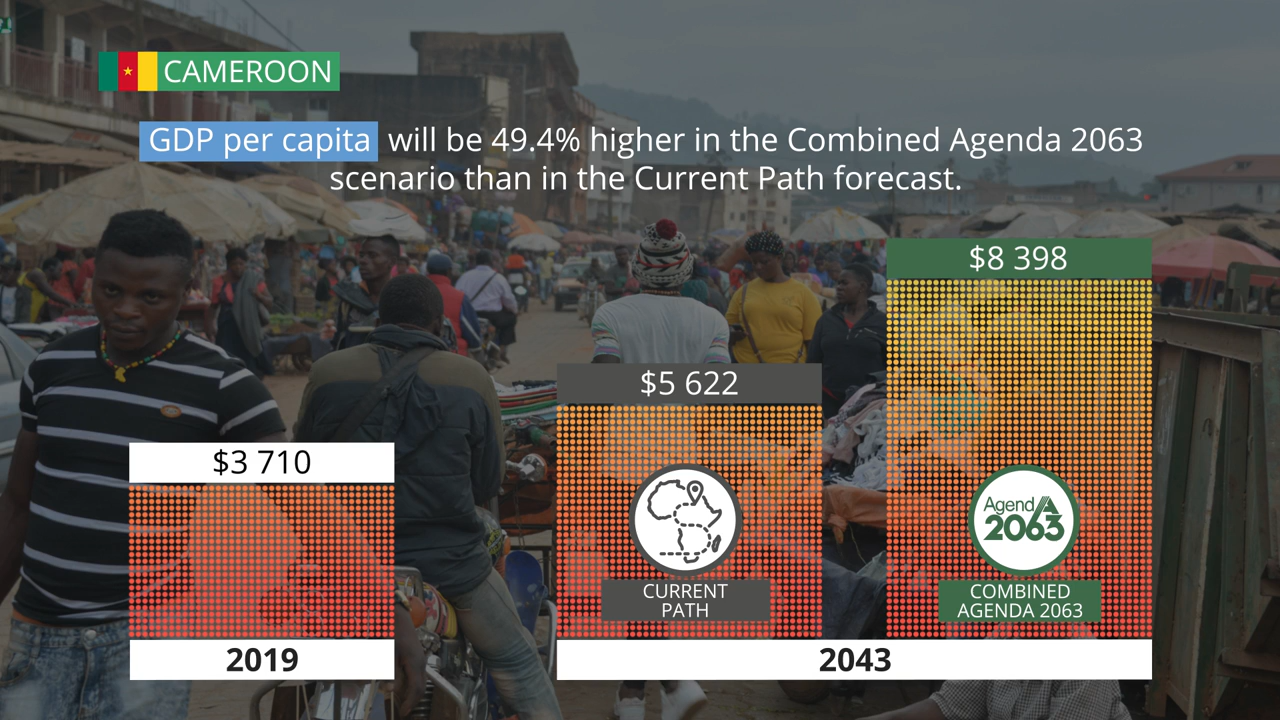 CAMEROON
GDP per capita will be 49.4% higher in the Combined Agenda 2063
scenario than in the Current Path forecast.
$8 398
$5 622
$3 710
Agenda
2063
CURRENT
PATH
COMBINED
AGENDA 2063
2019
2043